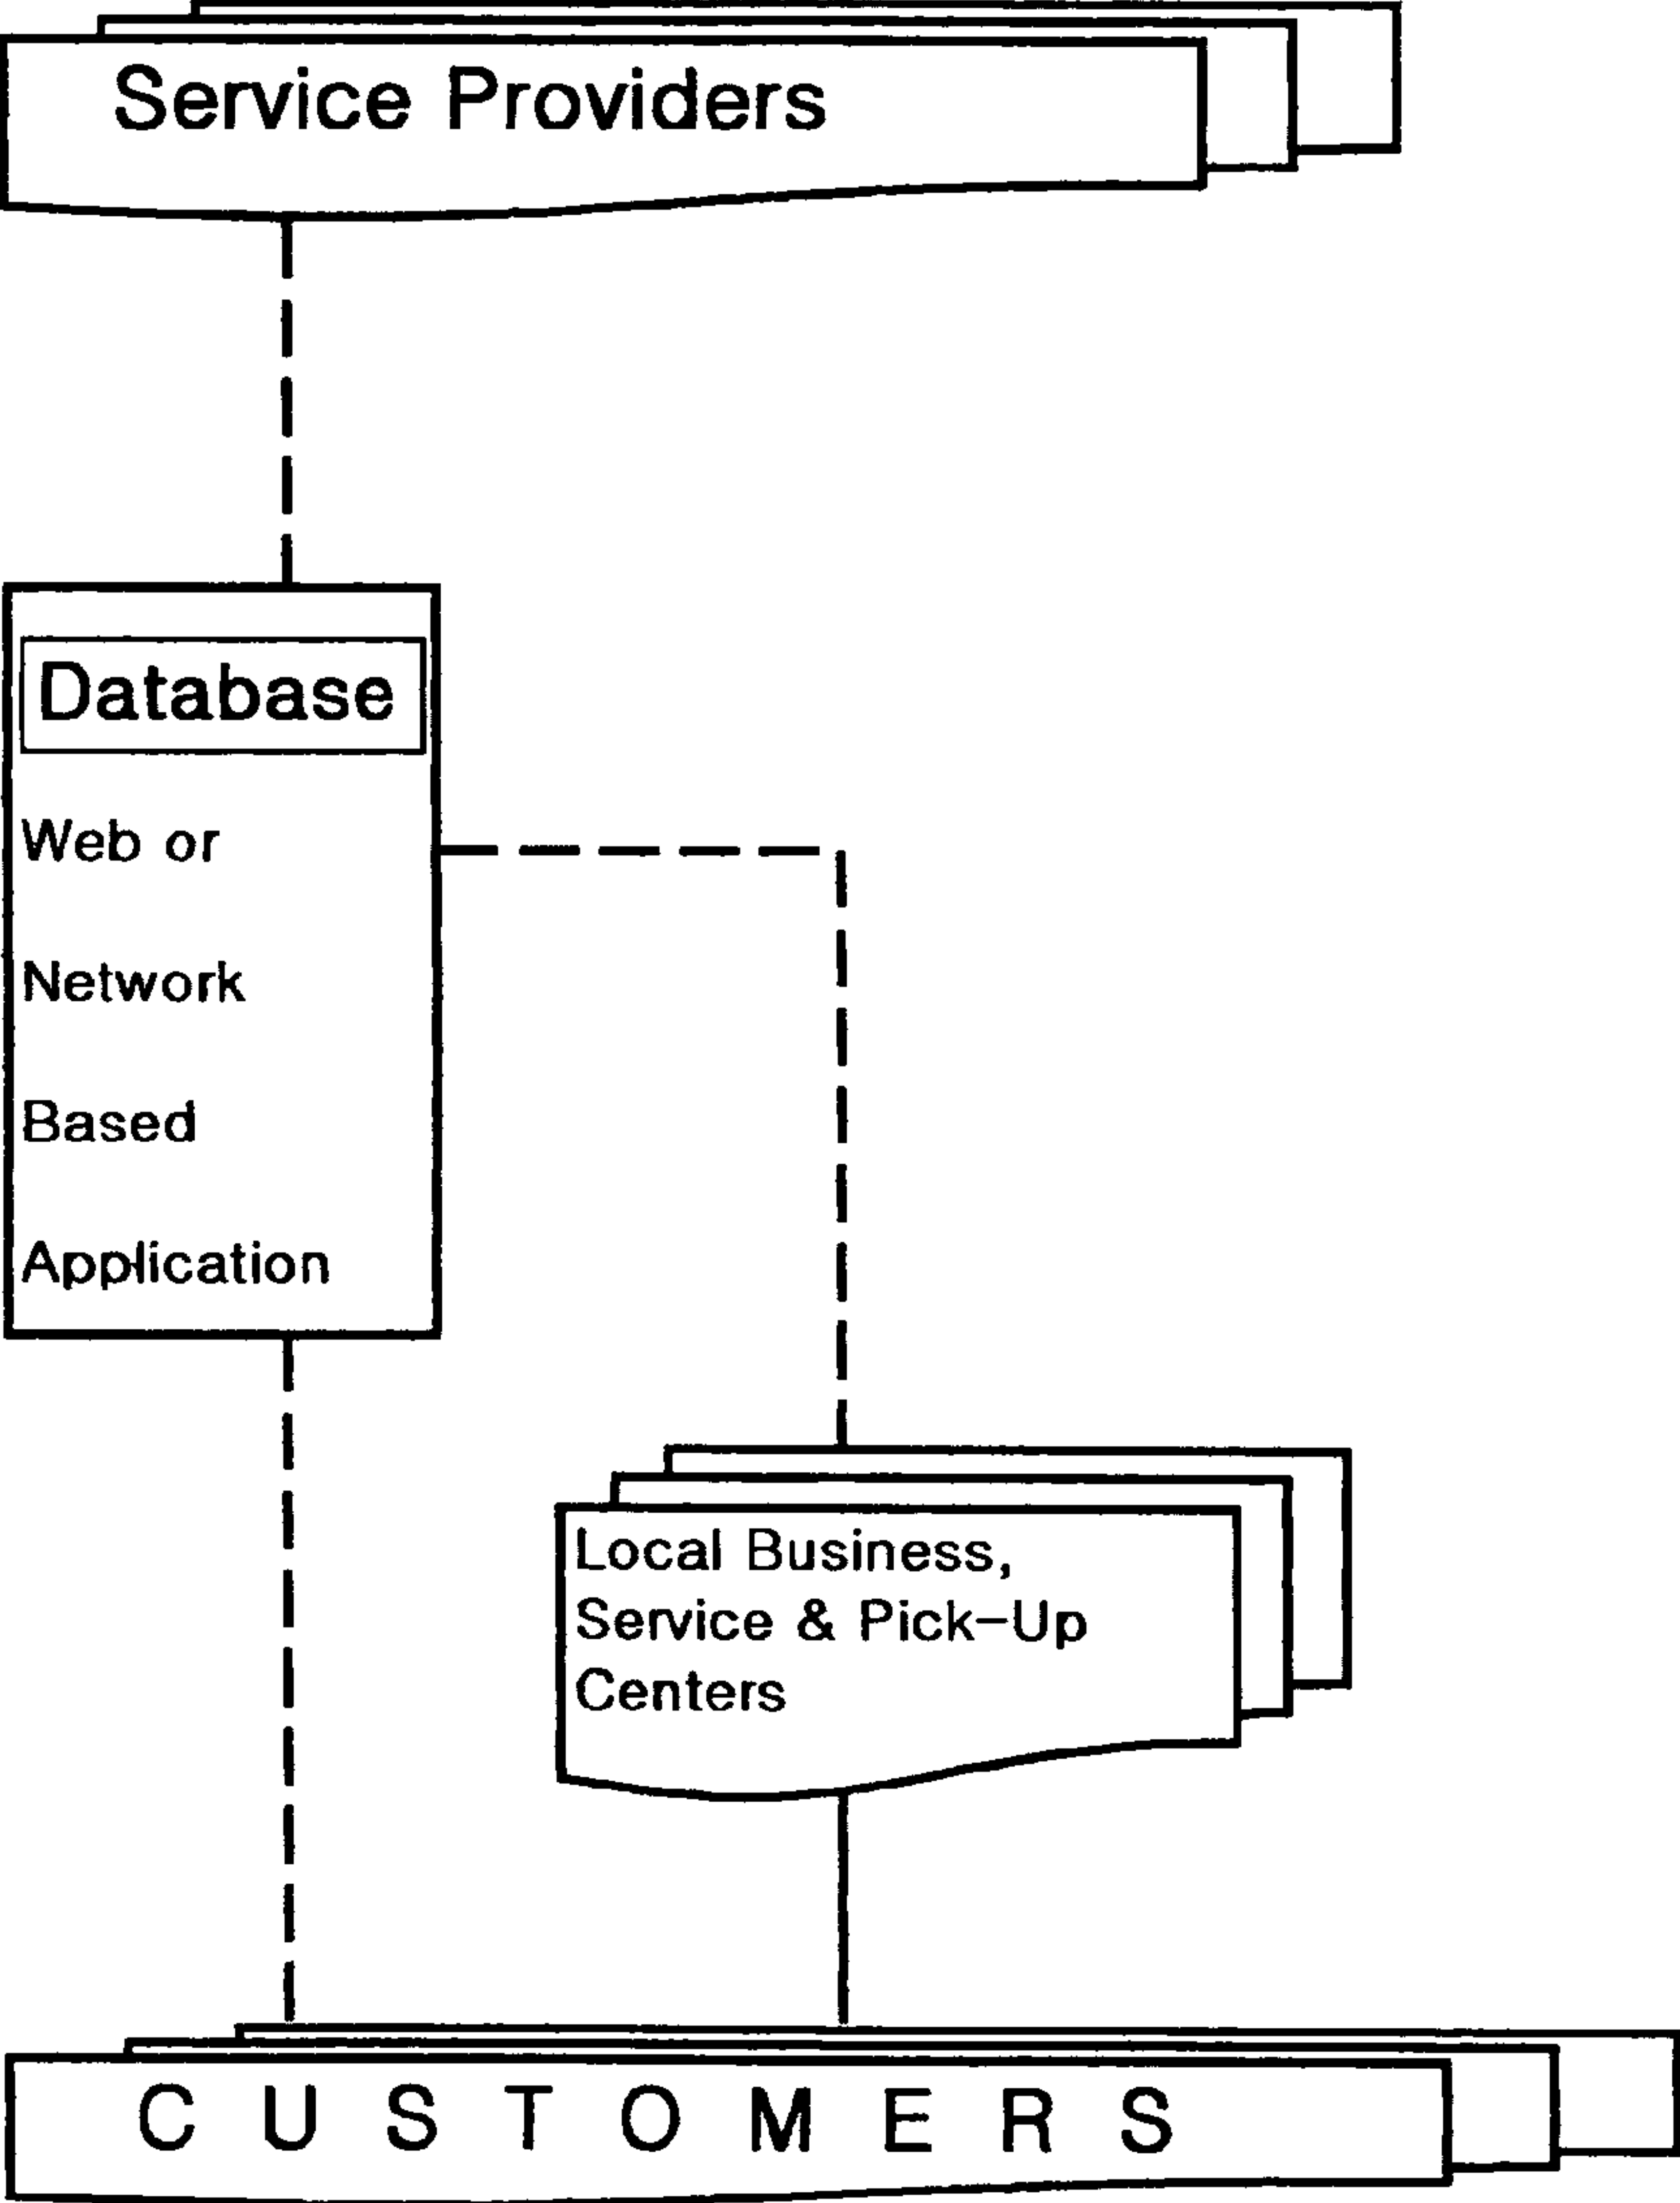 Service Providers
Database
Web or
Network
Based
Application
Local Business,
Service & Pick-Up
Centers
C U S T O M E R S